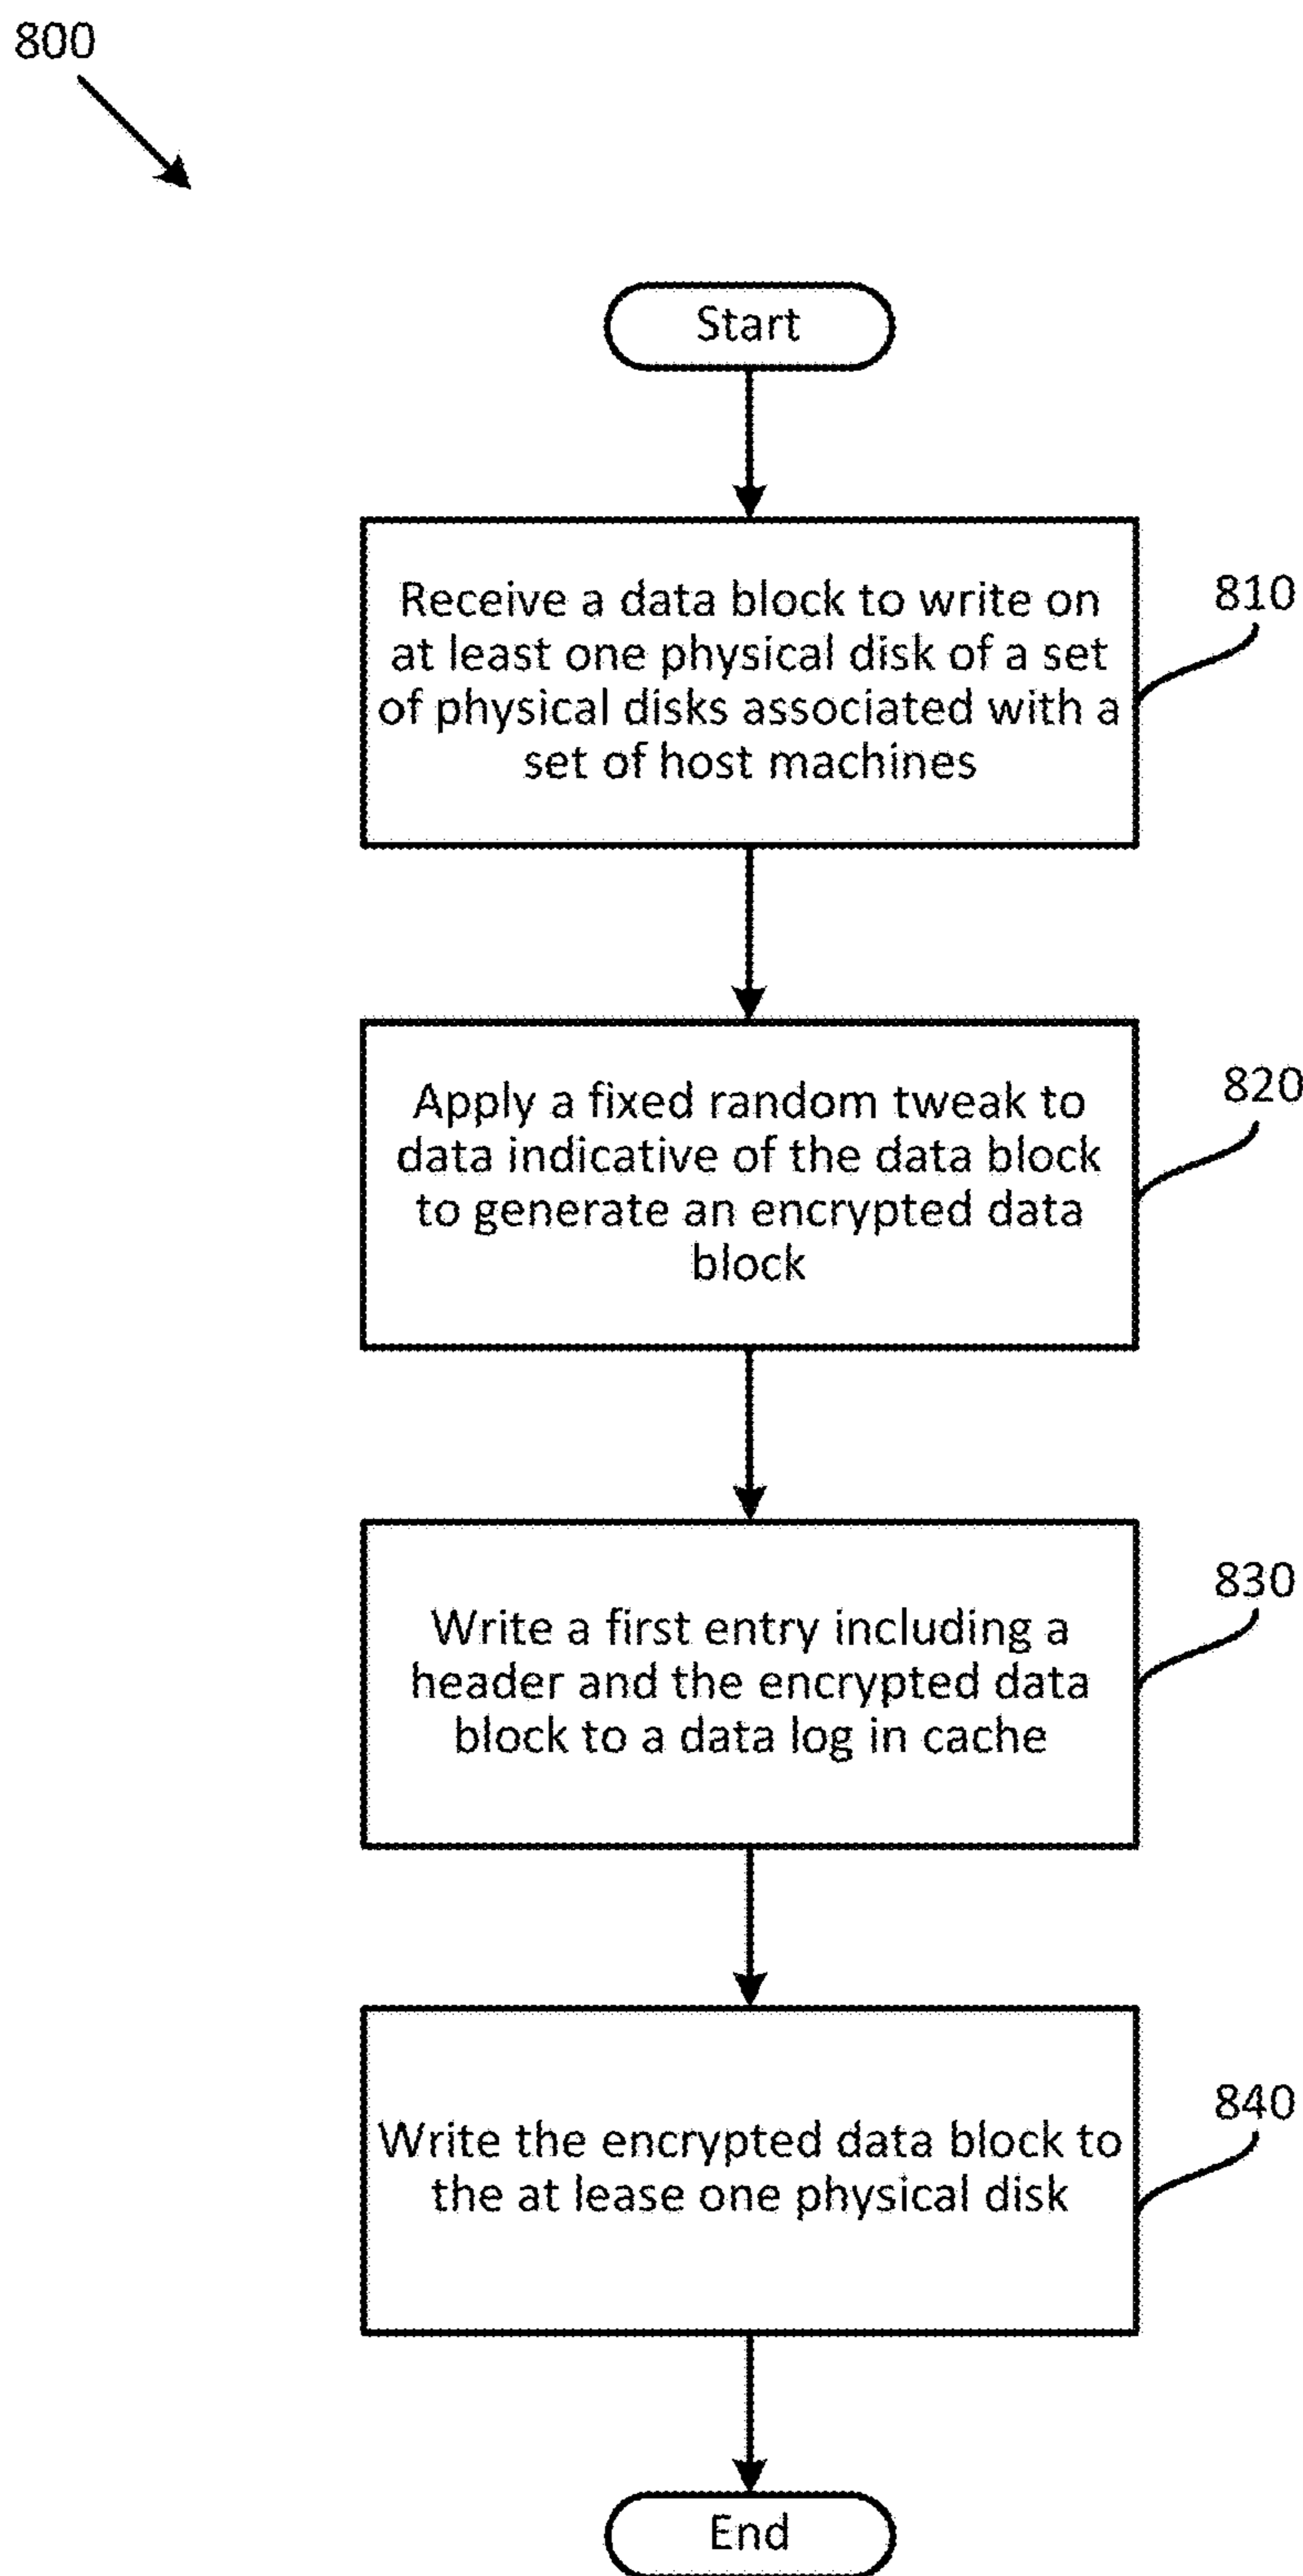 800
Start
Receive a data block to write on
at least one physical disk of a set
of physical disks associated with a
set of host machines
810
Apply a fixed random tweak to
data indicative of the data block
to generate an encrypted data
block
820
Write a first entry including a
header and the encrypted data
block to a data log in cache
830
Write the encrypted data block to
the at lease one physical disk
840
End